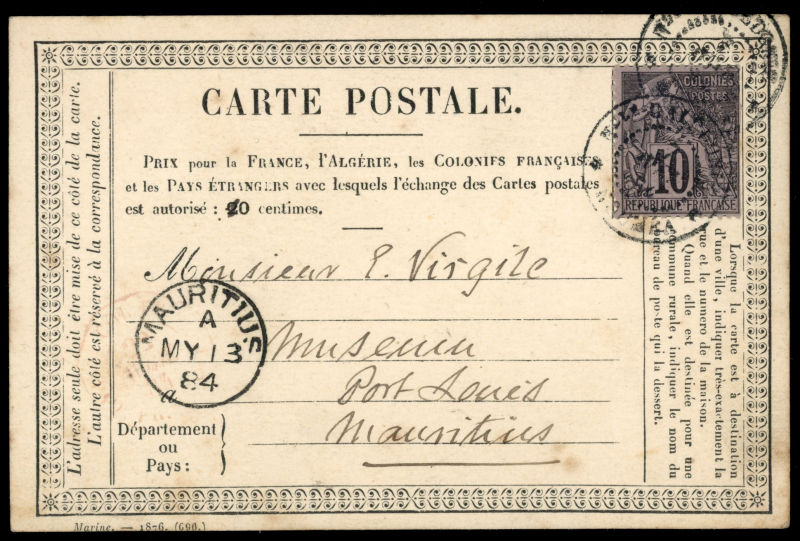 L'adresse seule doit être mise de ce côté de la carte.
L'autre côté est réservé à la correspondance.
CARTE POSTALE.
PRIX pour la FRANCE, l'ALGÉRIE, les COLONIES FRANÇAISES
et les PAYS ÉTRANGERS avec lesquels l'échange des Cartes postales
est autorisé : 10 centimes.
COLONIES
POSTES
10
RÉPUBLIQUE FRANÇAISE
Monsieur E. Virgile
Museum
Port Louis
Mauritius
MAURITIUS
A
MY 13
84
a
Département
ou
Pays :
Lorsque la carte est à destination
d'une ville, indiquer très-exactement la
rue et le numéro de la maison.
Quand elle est destinée pour une
commune rurale, indiquer le nom du
bureau de poste qui la dessert.
Marine. — 1876. (696.)